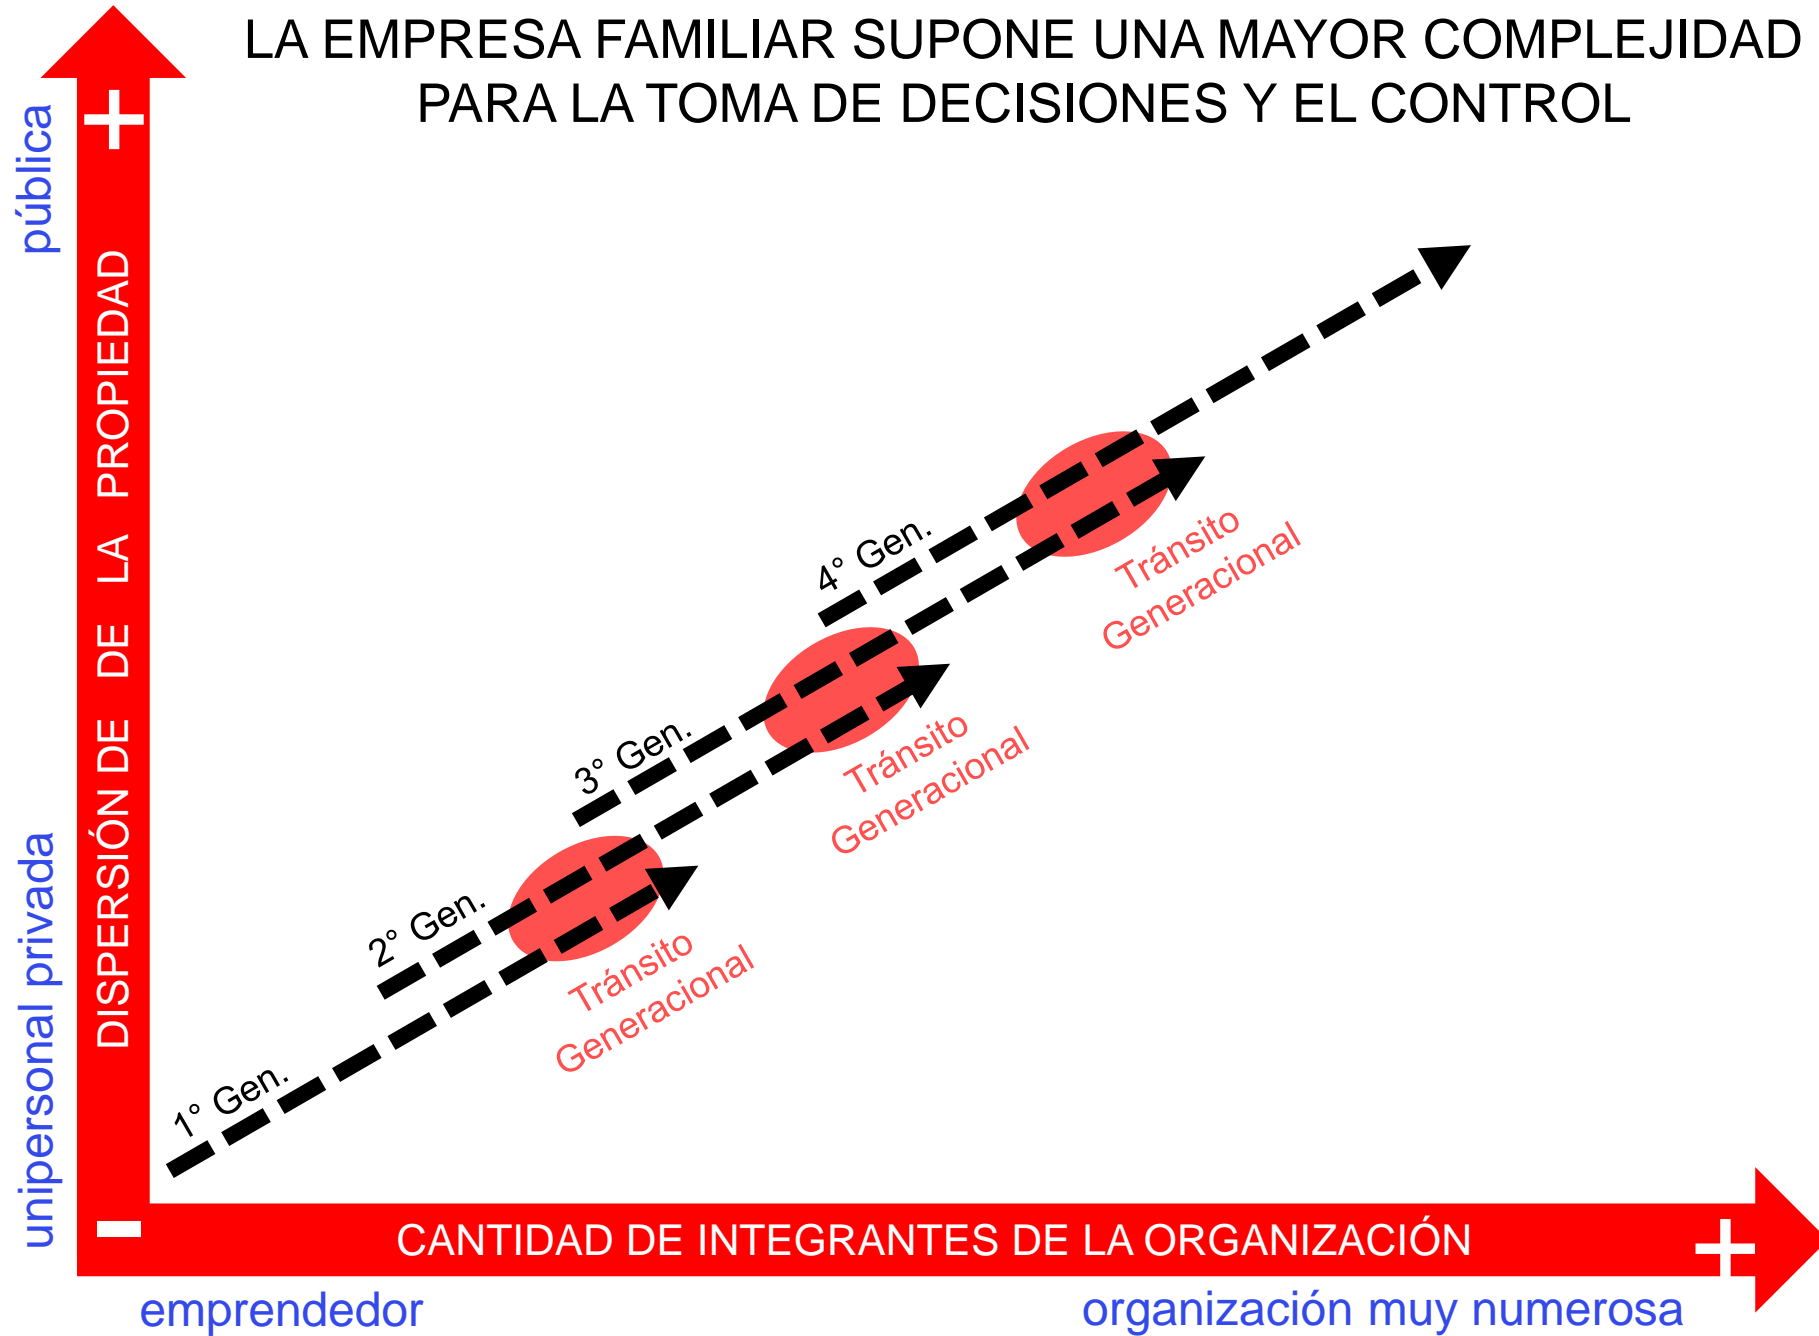 LA EMPRESA FAMILIAR SUPONE UNA MAYOR COMPLEJIDAD
PARA LA TOMA DE DECISIONES Y EL CONTROL
+
pública
DISPERSIÓN DE DE LA PROPIEDAD
unipersonal privada
4° Gen.
Tránsito
Generacional
3° Gen.
Tránsito
Generacional
2° Gen.
Tránsito
Generacional
1° Gen.
–
CANTIDAD DE INTEGRANTES DE LA ORGANIZACIÓN
+
emprendedor
organización muy numerosa